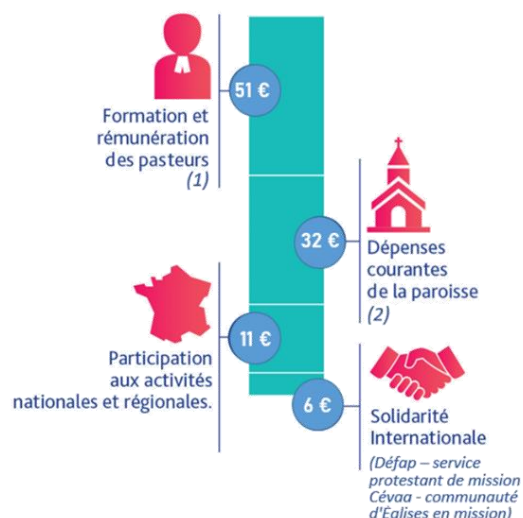 51 €
Formation et
rémunération
des pasteurs
(1)
32 €
Dépenses
courantes
de la paroisse
(2)
11 €
Participation
aux activités
nationales et régionales.
6 €
Solidarité
Internationale
(Défap – service
protestant de mission
Cévaa - communauté
d'Églises en mission)